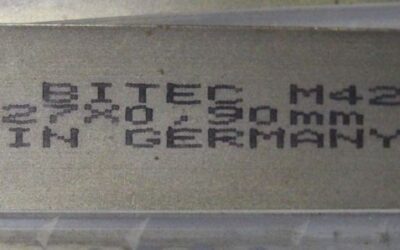 BITEC M42
27X0,90mm
IN GERMANY